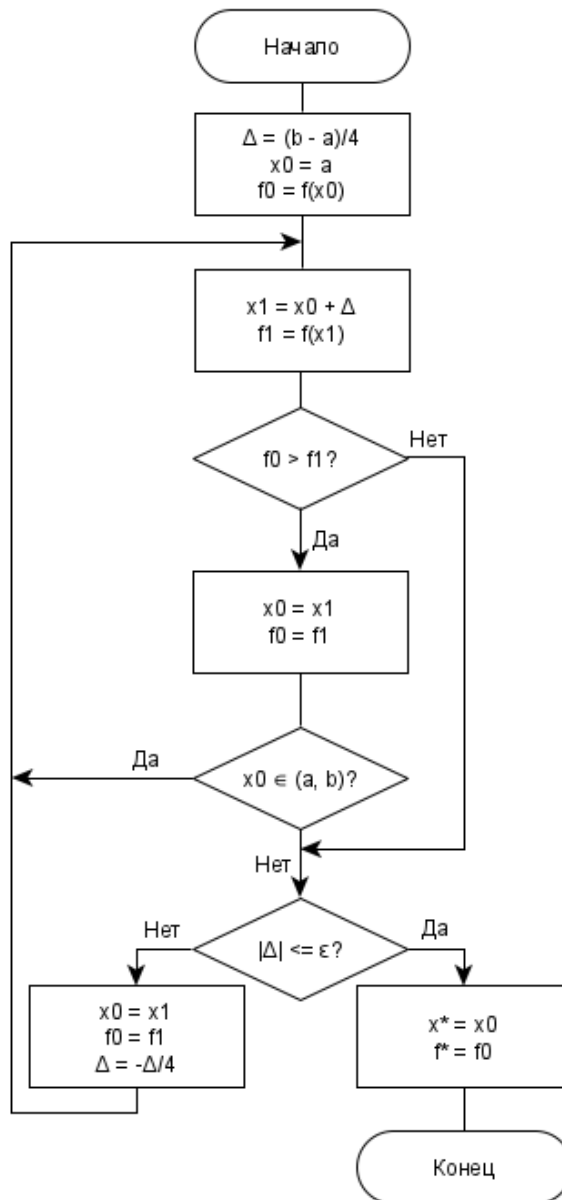 Начало
Δ = (b - a)/4
x0 = a
f0 = f(x0)
x1 = x0 + Δ
f1 = f(x1)
f0 > f1?
Нет
Да
x0 = x1
f0 = f1
x0 ∈ (a, b)?
Да
Нет
|Δ| <= ε?
Нет
Да
x0 = x1
f0 = f1
Δ = -Δ/4
x* = x0
f* = f0
Конец